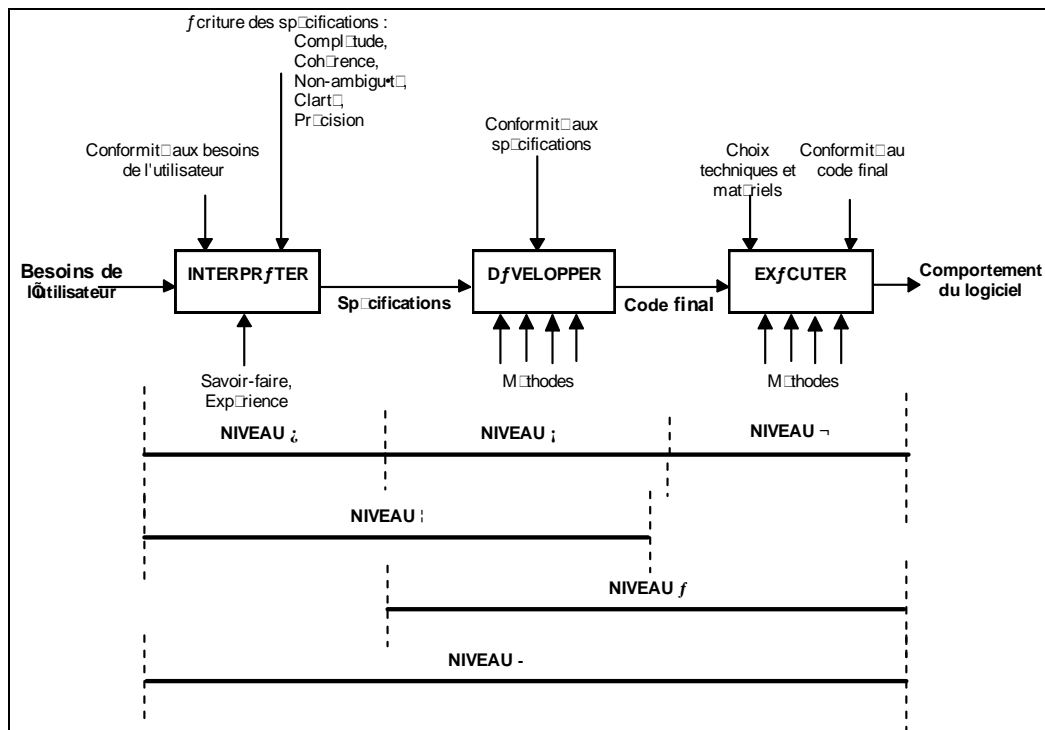 ƒcriture des sp□cifications :
Compl□tude,
Coh□rence,
Non-ambigu•t□,
Clart□,
Pr□cision
Conformit□ aux besoins
de l'utilisateur
Conformit□ aux
sp□cifications
Choix
techniques et
mat□riels
Conformit□ au
code final
Besoins de
lÕutilisateur
INTERPRƒTER
Sp□cifications
DƒVELOPPER
Code final
EXƒCUTER
Comportement
du logiciel
Savoir-faire,
Exp□rience
M□thodes
M□thodes
NIVEAU ¿
NIVEAU ¡
NIVEAU ¬
NIVEAU ¦
NIVEAU ƒ
NIVEAU -